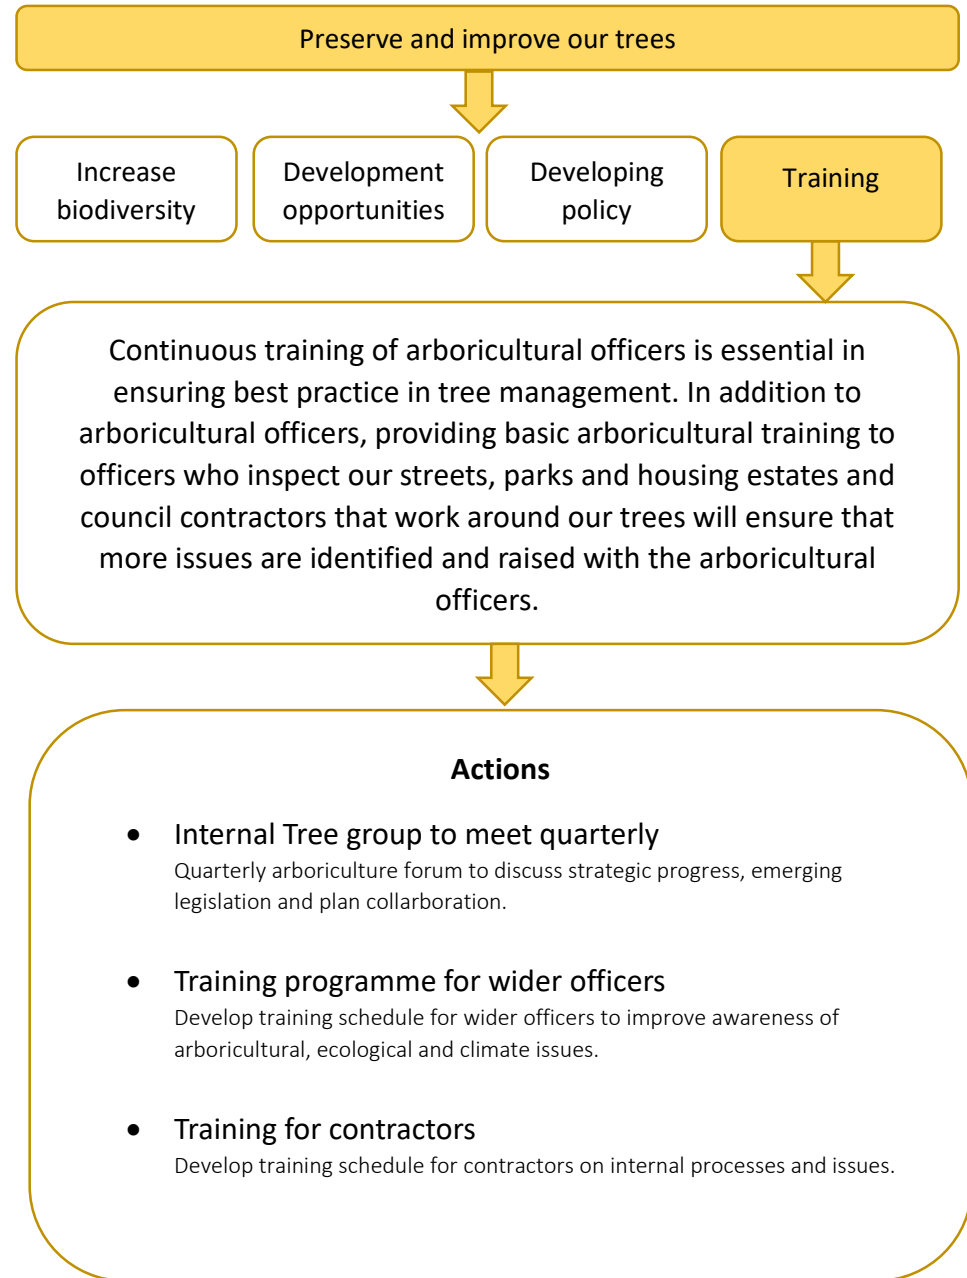 Preserve and improve our trees
Increase
biodiversity
Development
opportunities
Developing
policy
Training
Continuous training of arboricultural officers is essential in
ensuring best practice in tree management. In addition to
arboricultural officers, providing basic arboricultural training to
officers who inspect our streets, parks and housing estates and
council contractors that work around our trees will ensure that
more issues are identified and raised with the arboricultural
officers.
Actions
• Internal Tree group to meet quarterly
Quarterly arboriculture forum to discuss strategic progress, emerging
legislation and plan collarboration.
• Training programme for wider officers
Develop training schedule for wider officers to improve awareness of
arboricultural, ecological and climate issues.
• Training for contractors
Develop training schedule for contractors on internal processes and issues.